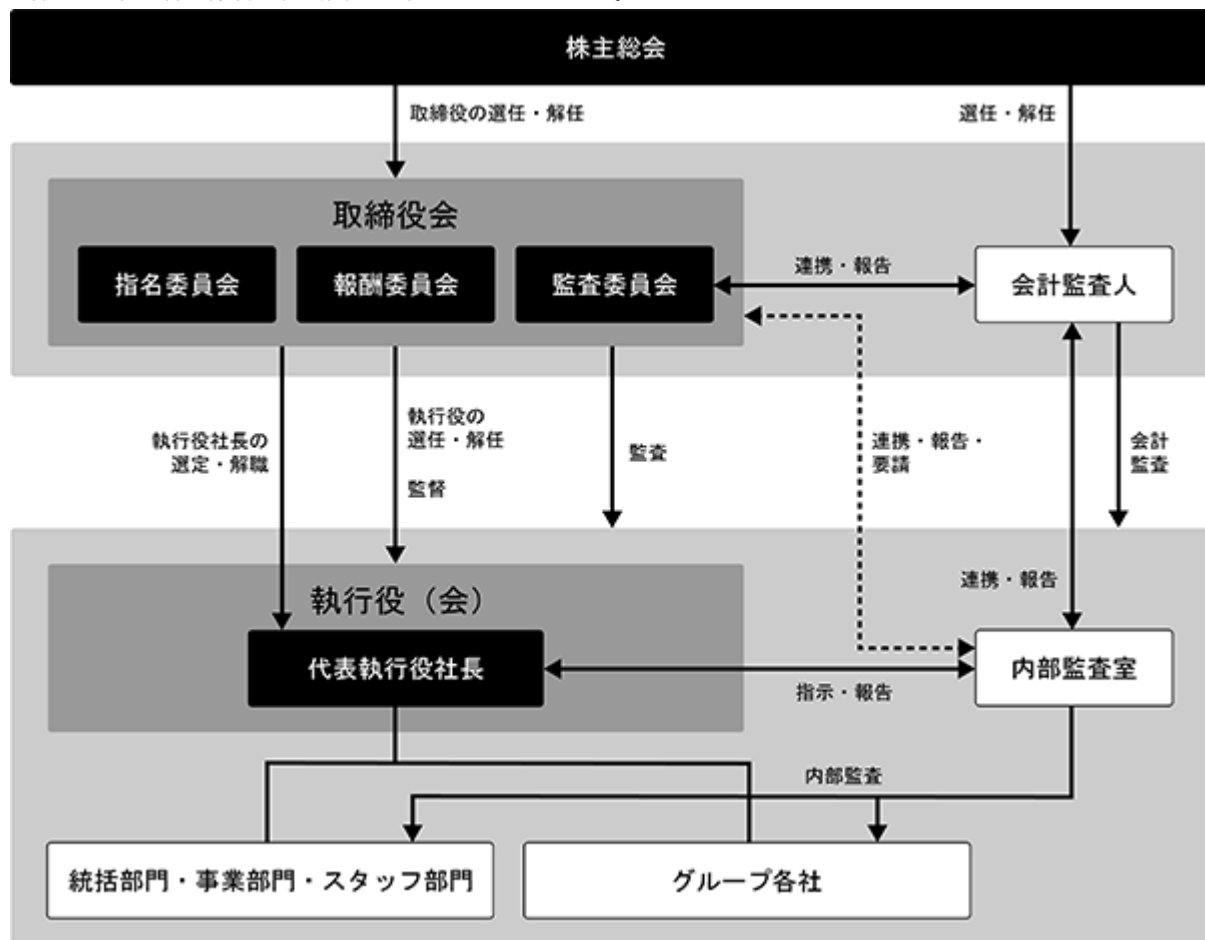 株主総会
取締役の選任・解任
選任・解任
取締役会
指名委員会
報酬委員会
監査委員会
連携・報告
会計監査人
執行役社長の
選定・解職
執行役の
選任・解任
監督
監査
連携・報告・
要請
会計
監査
執行役（会）
連携・報告
代表執行役社長
指示・報告
内部監査室
内部監査
統括部門・事業部門・スタッフ部門
グループ各社